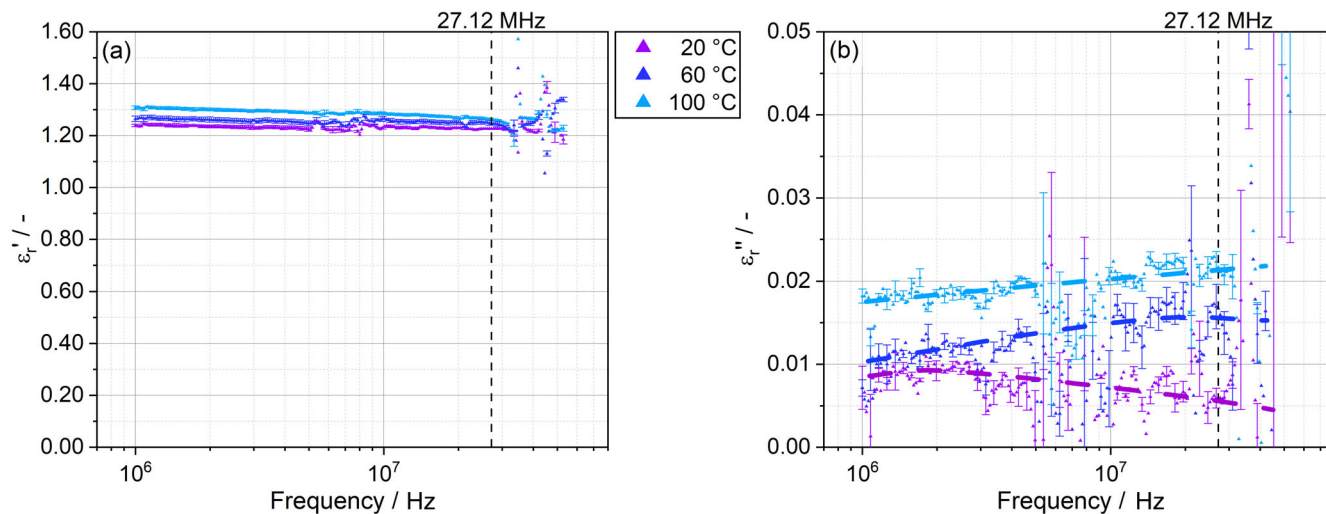 27.12 MHz
(a)
1.60
1.40
1.20
1.00
0.80
0.60
0.40
0.20
0.00
εr' / -
10⁶
10⁷
Frequency / Hz
20 °C
60 °C
100 °C
27.12 MHz
(b)
0.05
0.04
0.03
0.02
0.01
0.00
εr'' / -
10⁶
10⁷
Frequency / Hz